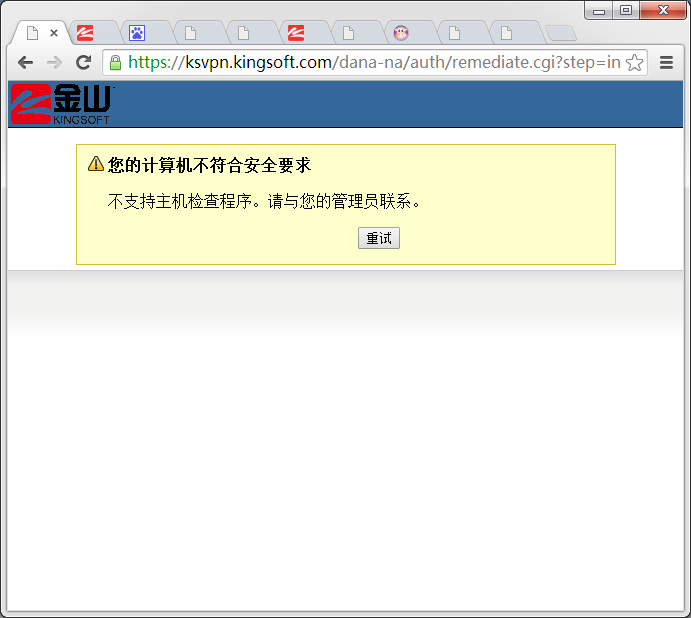 https://ksvpn.kingsoft.com/dana-na/auth/remediate.cgi?step=in
金山
KINGSOFT
您的计算机不符合安全要求
不支持主机检查程序。请与您的管理员联系。
重试